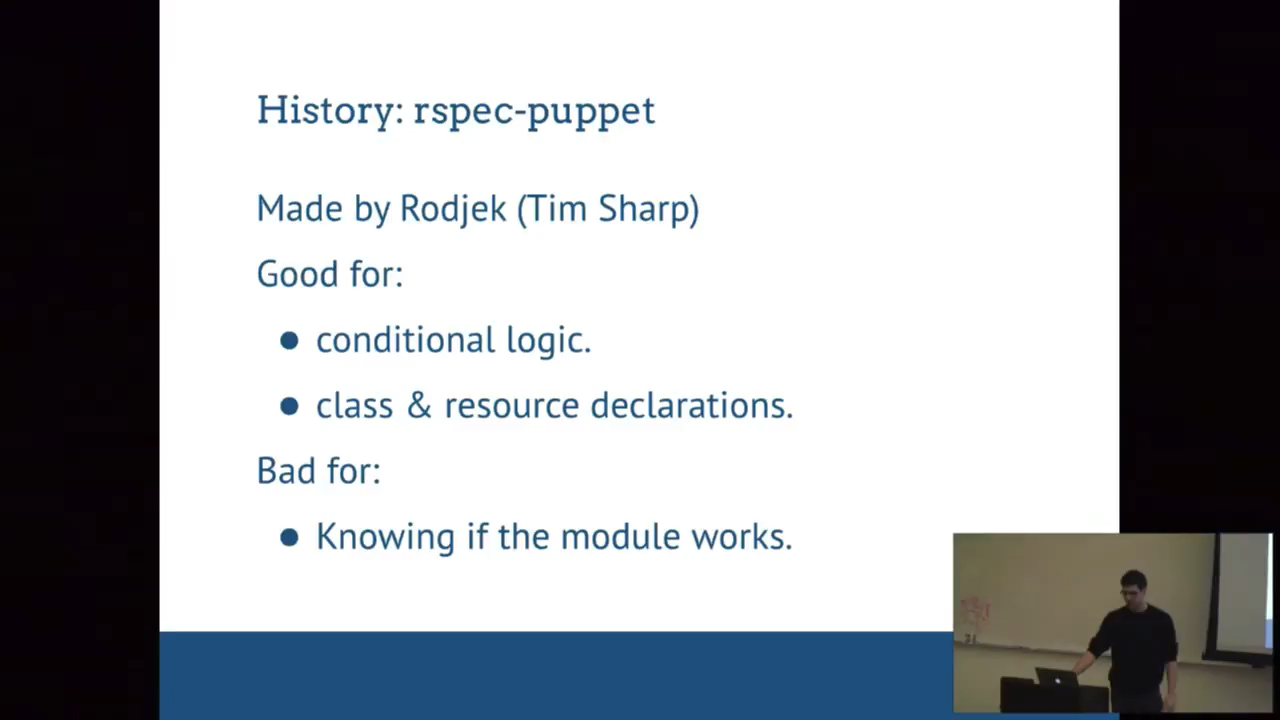 History: rspec-puppet
Made by Rodjek (Tim Sharp)
Good for:
● conditional logic.
● class & resource declarations.
Bad for:
● Knowing if the module works.